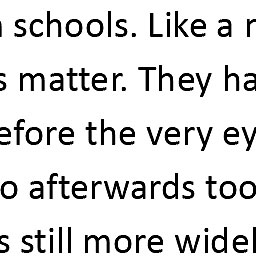 schools. Like a
s matter. They ha
efore the very ey
o afterwards too
s still more widel